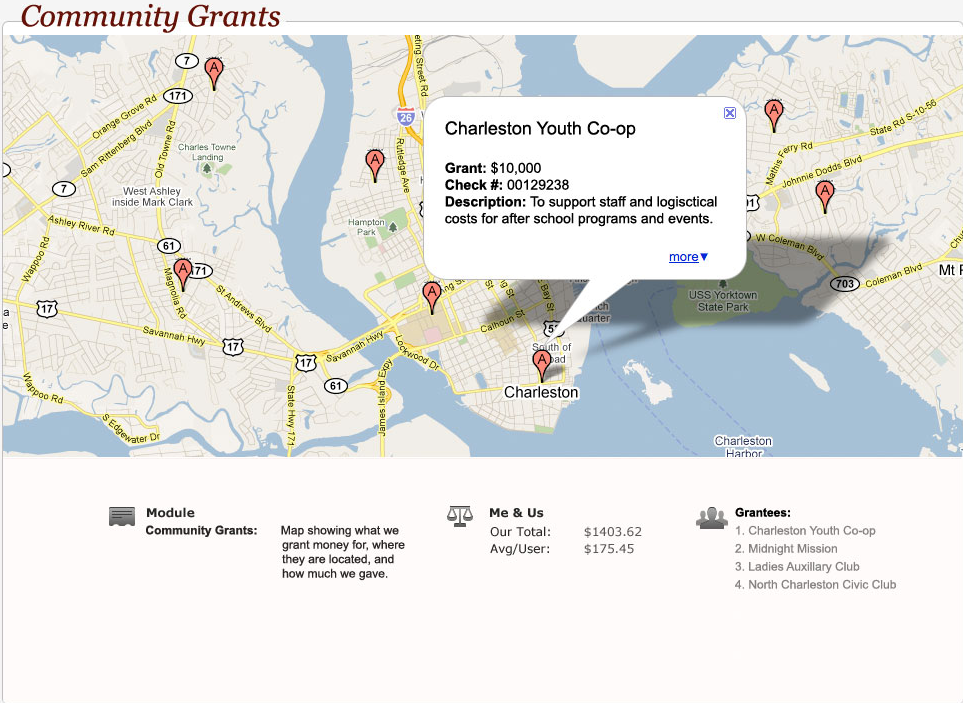 Community Grants
7
A
171
Orange Grove Rd
Sam Rittenberg Blvd
Old Towne Rd
Charles Towne
Landing
26
Rutledge Ave
A
7
West Ashley
inside Mark Clark
Hampton
Park
Ashley River Rd
61
A
71
Wappoo Rd
Magnolia Rd
St Andrews Blvd
17
Savannah Hwy
17
17
Savannah Hwy
61
Wappoo Rd
S Edgewater Dr
State Hwy 171
James Island Expy
Lockwood Dr
A
Calhoun St
Charleston Youth Co-op
Grant: $10,000
Check #: 00129238
Description: To support staff and logisctical
costs for after school programs and events.
more▼
A
State Rd S-10-56
Mathis Ferry Rd
Johnnie Dodds Blvd
A
W Coleman Blvd
703
Coleman Blvd
USS Yorktown
State Park
South of
A
Charleston
Charleston
Harbor
Module
Community Grants: Map showing what we
grant money for, where
they are located, and
how much we gave.
Me & Us
Our Total: $1403.62
Avg/User: $175.45
Grantees:
1. Charleston Youth Co-op
2. Midnight Mission
3. Ladies Auxillary Club
4. North Charleston Civic Club